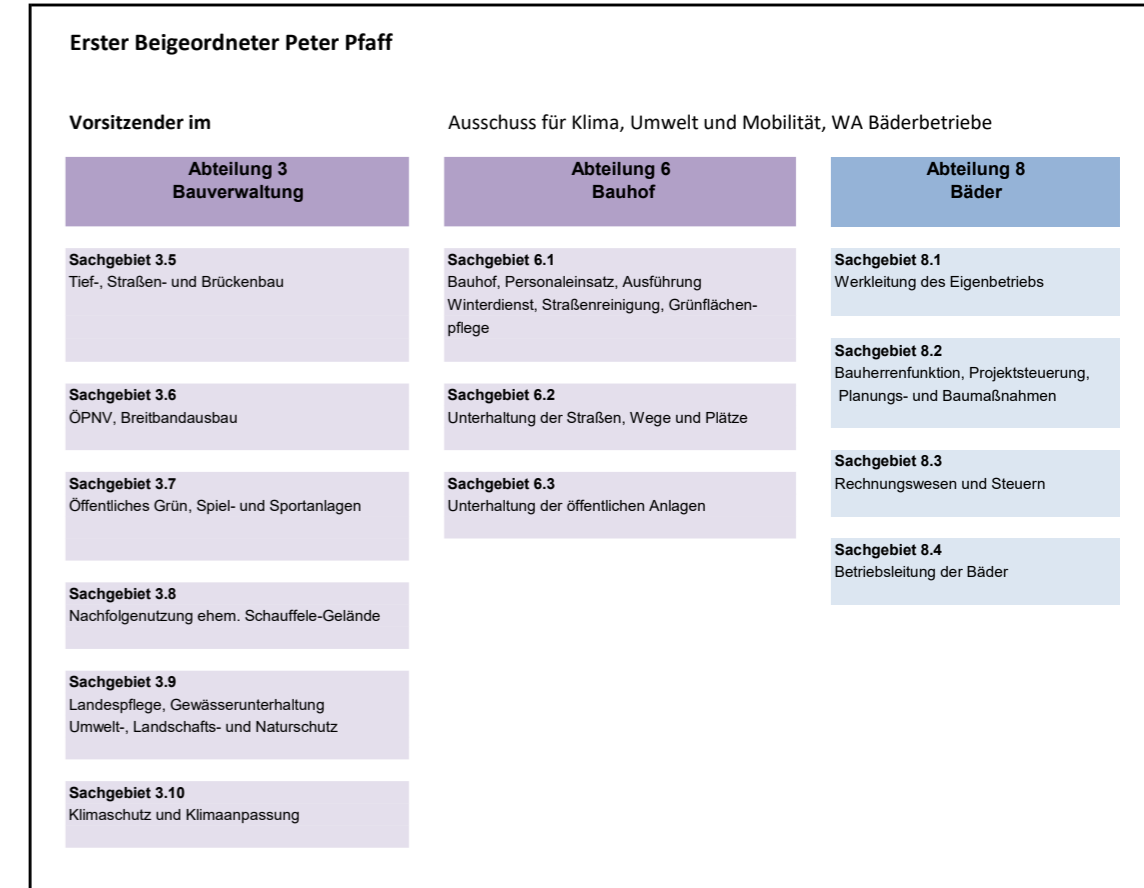 Erster Beigeordneter Peter Pfaff
Vorsitzender im
Ausschuss für Klima, Umwelt und Mobilität, WA Bäderbetriebe
Abteilung 3
Bauverwaltung
Sachgebiet 3.5
Tief-, Straßen- und Brückenbau
Sachgebiet 3.6
ÖPNV, Breitbandausbau
Sachgebiet 3.7
Öffentliches Grün, Spiel- und Sportanlagen
Sachgebiet 3.8
Nachfolgenutzung ehem. Schauffele-Gelände
Sachgebiet 3.9
Landespflege, Gewässerunterhaltung
Umwelt-, Landschafts- und Naturschutz
Sachgebiet 3.10
Klimaschutz und Klimaanpassung
Abteilung 6
Bauhof
Sachgebiet 6.1
Bauhof, Personaleinsatz, Ausführung
Winterdienst, Straßenreinigung, Grünflächen-
pflege
Sachgebiet 6.2
Unterhaltung der Straßen, Wege und Plätze
Sachgebiet 6.3
Unterhaltung der öffentlichen Anlagen
Abteilung 8
Bäder
Sachgebiet 8.1
Werkleitung des Eigenbetriebs
Sachgebiet 8.2
Bauherrenfunktion, Projektsteuerung,
Planungs- und Baumaßnahmen
Sachgebiet 8.3
Rechnungswesen und Steuern
Sachgebiet 8.4
Betriebsleitung der Bäder